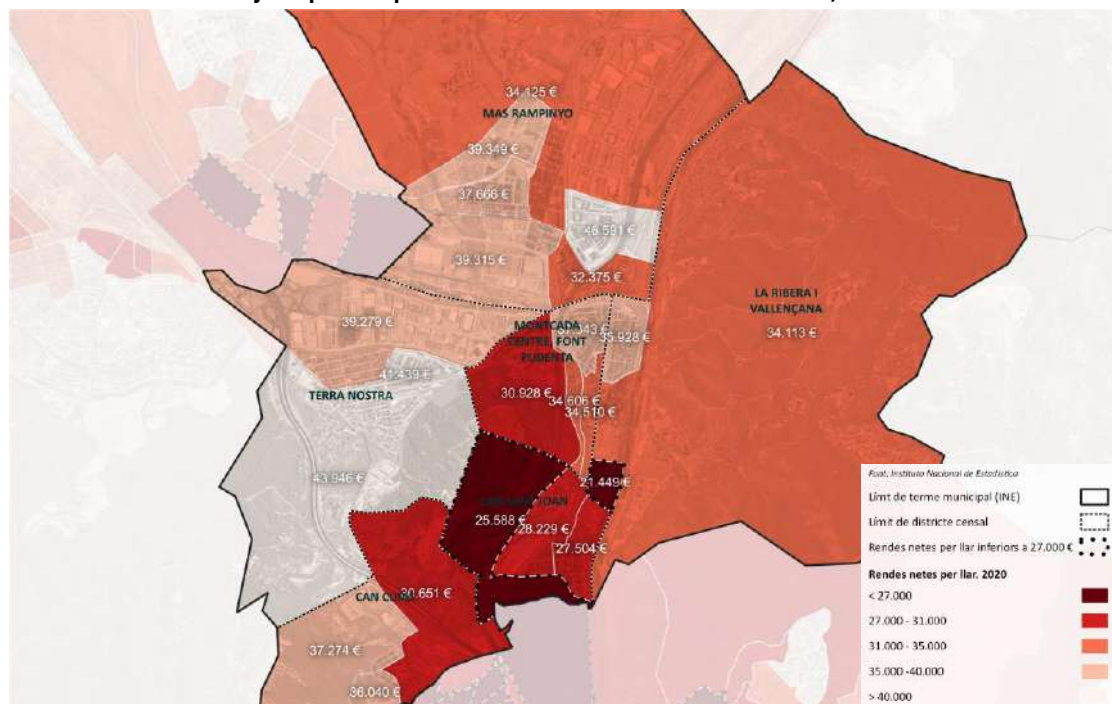 34.125 €
MAS RAMPINYO
39.349 €
37.666 €
39.315 €
32.375 €
LA RIBERA I
VALLENÇANA
34.113 €
39.279 €
MONTCADA
CENTRE, FONT
PUDENTA
35.928 €
41.439 €
TERRA NOSTRA
30.928 €
34.606 €
34.510 €
43.946 €
21.449 €
JOAN
25.588 €
28.229 €
27.504 €
30.651 €
CAN
37.274 €
36.040 €
Font: Instituto Nacional de Estadística
Límit de terme municipal (INE)
Límit de districte censal
Rendes netes per llar inferiors a 27.000 €
Rendes netes per llar. 2020
< 27.000
27.000 - 31.000
31.000 - 35.000
35.000 -40.000
> 40.000